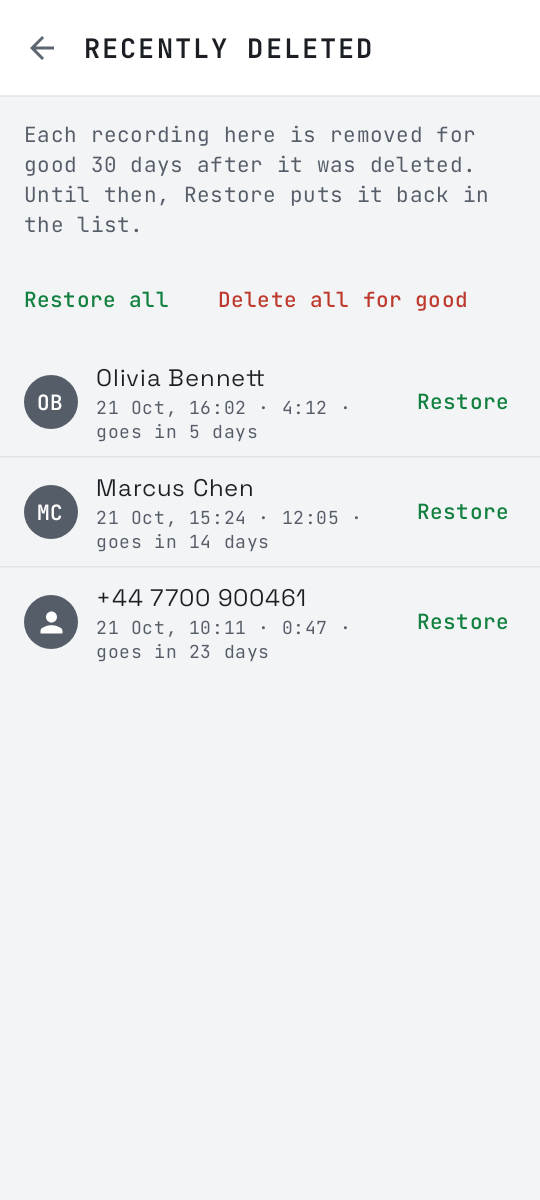 RECENTLY DELETED
Each recording here is removed for
good 30 days after it was deleted.
Until then, Restore puts it back in
the list.
Restore all
Delete all for good
OB
Olivia Bennett
21 Oct, 16:02 · 4:12 ·
goes in 5 days
Restore
MC
Marcus Chen
21 Oct, 15:24 · 12:05 ·
goes in 14 days
Restore
+44 7700 900461
21 Oct, 10:11 · 0:47 ·
goes in 23 days
Restore